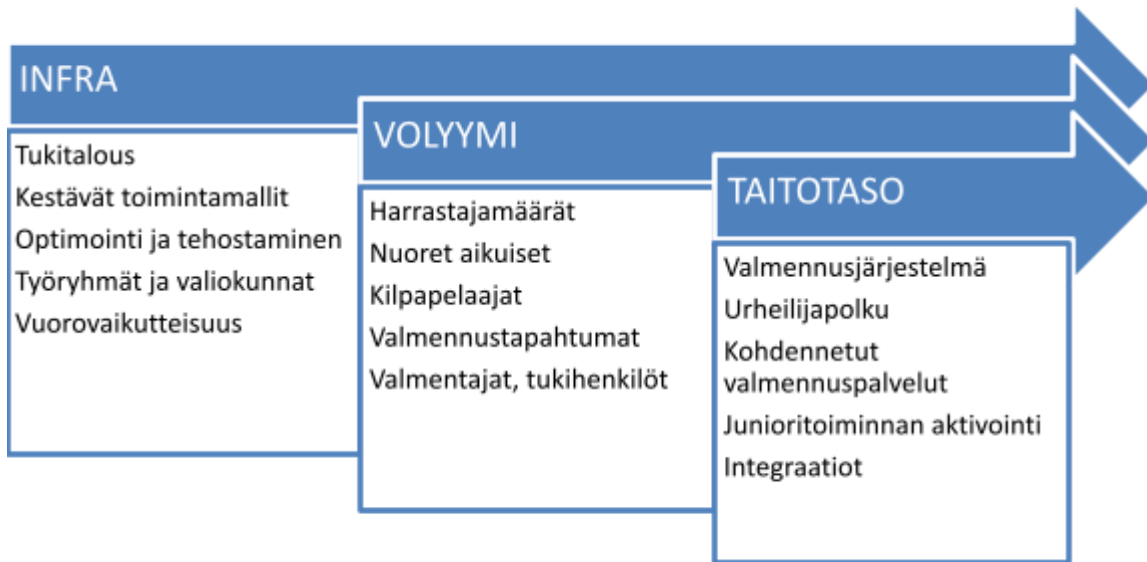 INFRA
Tukitalous
Kestävät toimintamallit
Optimointi ja tehostaminen
Työryhmät ja valiokunnat
Vuorovaikutteisuus
VOLYYMI
Harrastajamäärät
Nuoret aikuiset
Kilpapelaajat
Valmennustapahtumat
Valmentajat, tukihenkilöt
TAITOTASO
Valmennusjärjestelmä
Urheilijapolku
Kohdennetut
valmennuspalvelut
Junioritoiminnan aktivointi
Integraatiot